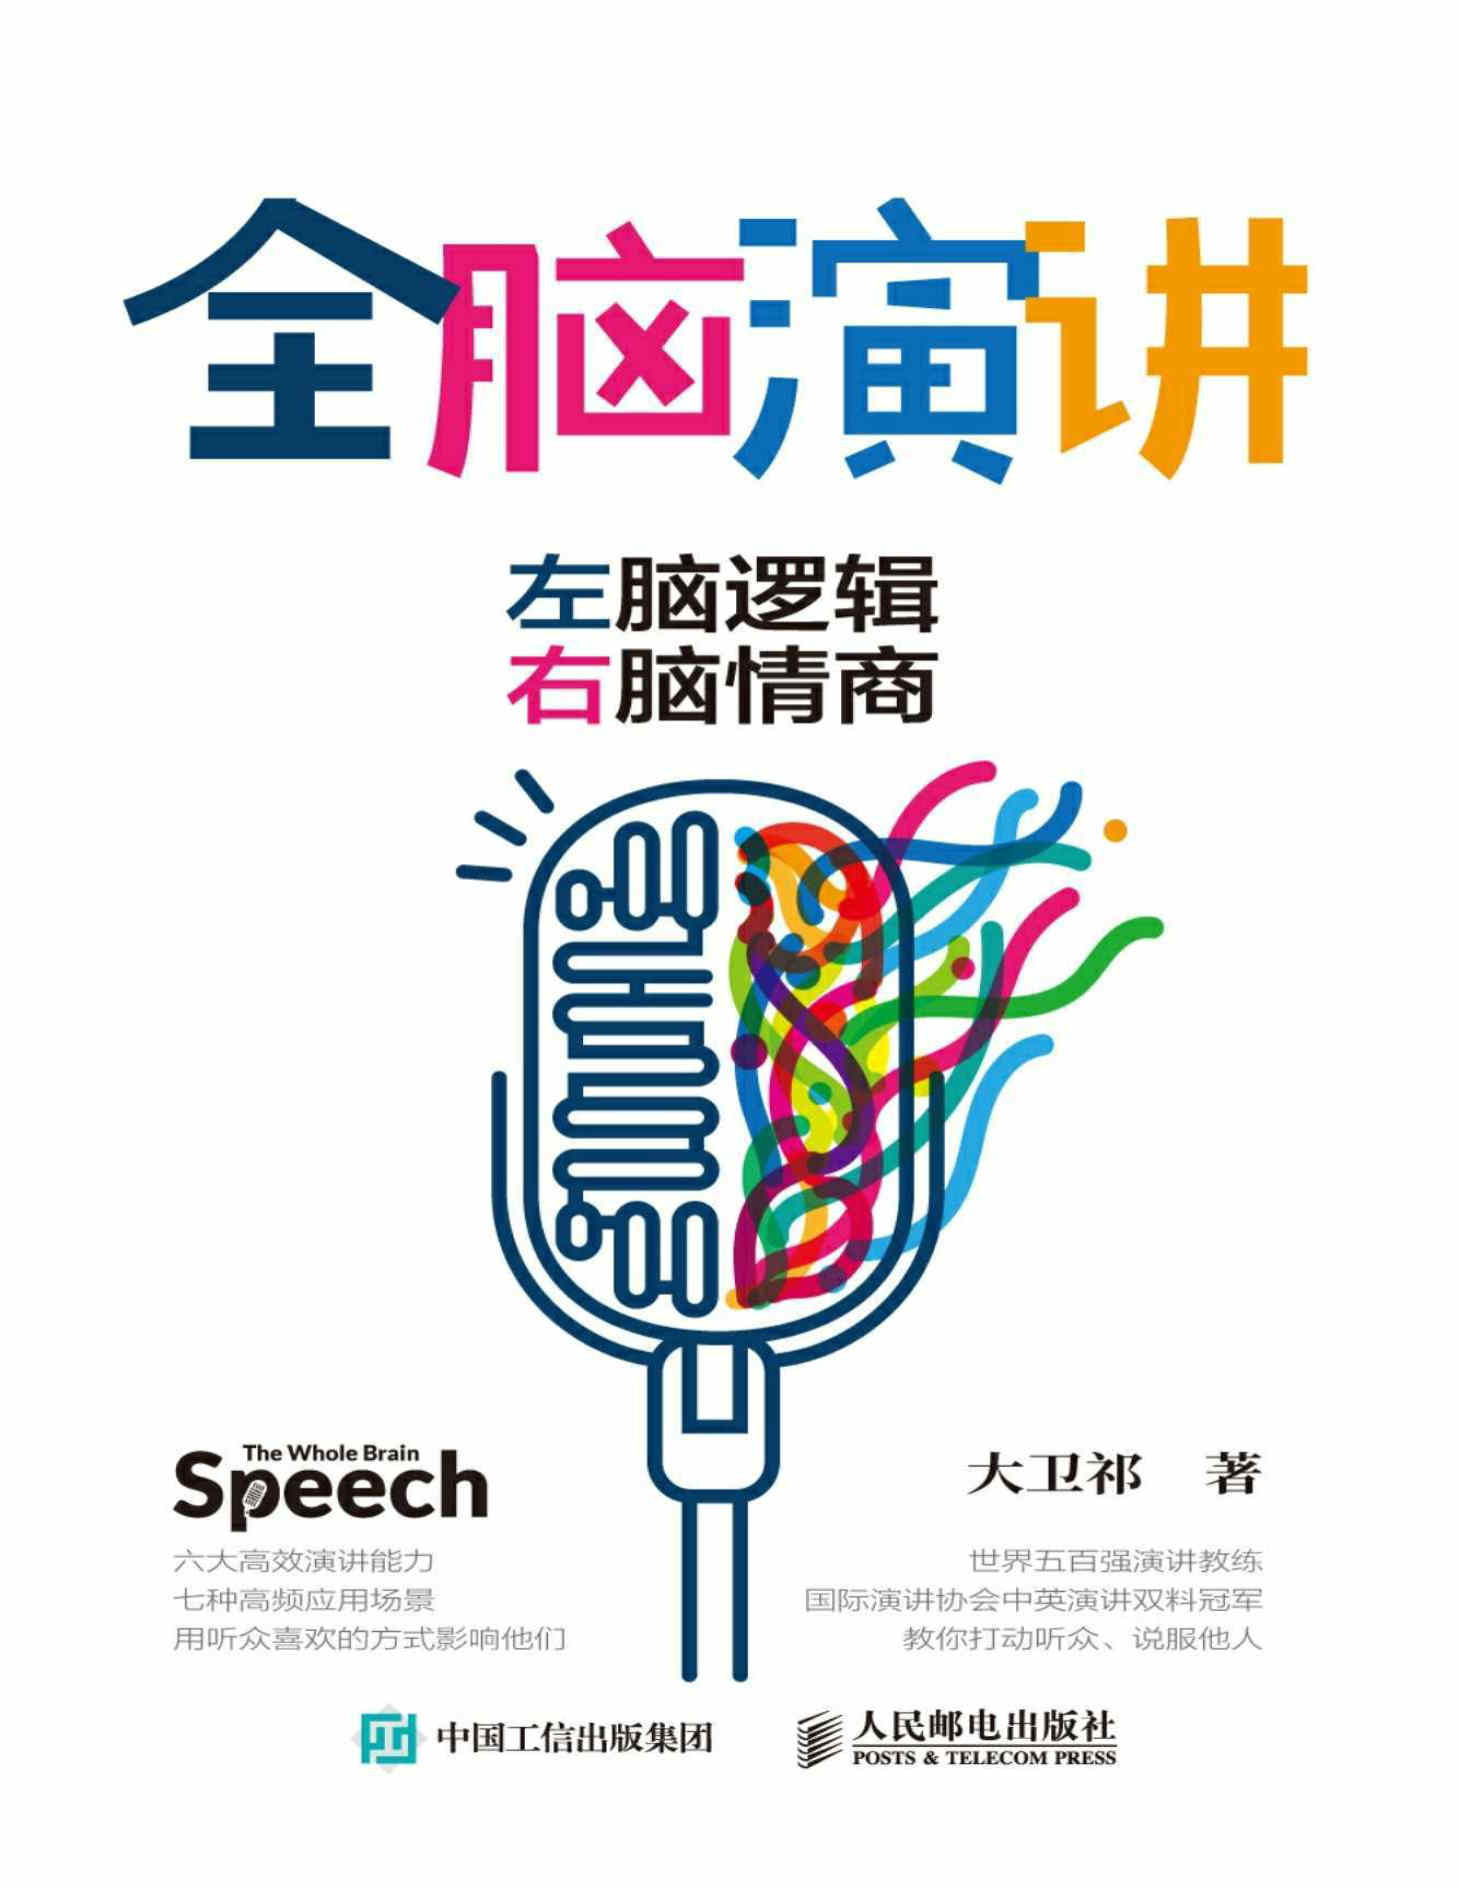 全脑演讲
左脑逻辑
右脑情商
The Whole Brain
Speech
六大高效演讲能力
七种高频应用场景
用听众喜欢的方式影响他们
大卫祁 著
世界五百强演讲教练
国际演讲协会中英演讲双料冠军
教你打动听众、说服他人
中国工信出版集团
人民邮电出版社
POSTS & TELECOM PRESS